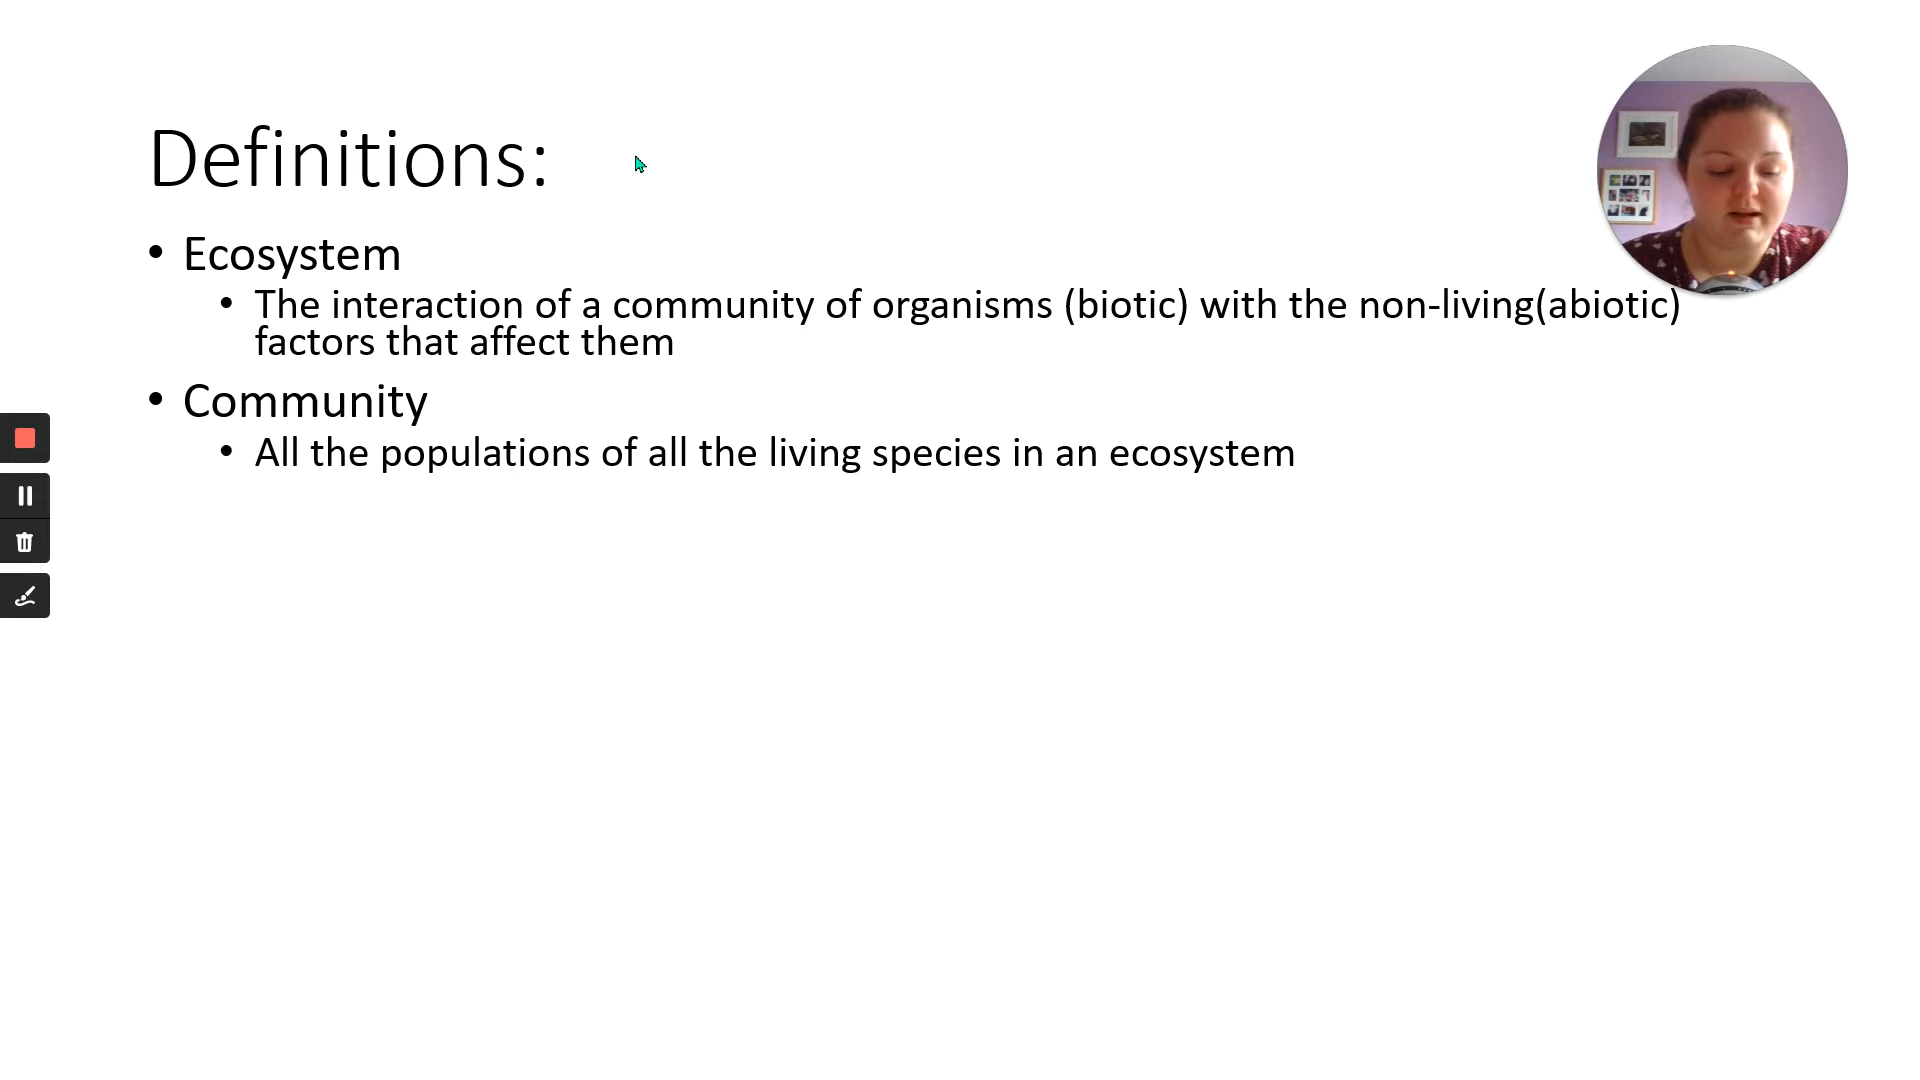 Definitions:
• Ecosystem
• The interaction of a community of organisms (biotic) with the non-living(abiotic)
factors that affect them
• Community
• All the populations of all the living species in an ecosystem